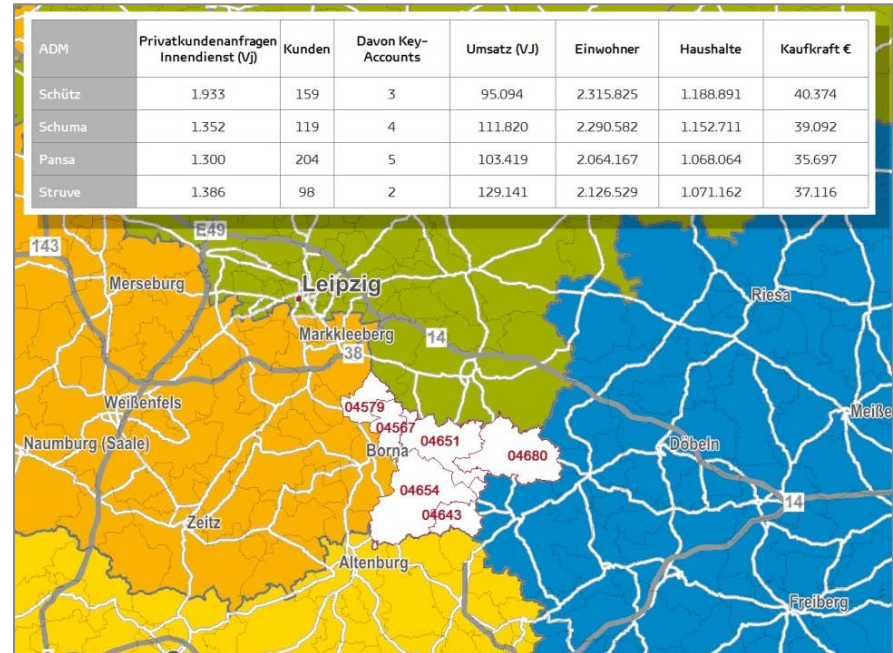 ADM Privatkundenanfragen Innendienst (Vj) Kunden Davon Key-Accounts Umsatz (VJ) Einwohner Haushalte Kaufkraft €
Schütz 1.933 159 3 95.094 2.315.825 1.188.891 40.374
Schuma 1.352 119 4 111.820 2.290.582 1.152.711 39.092
Pansa 1.300 204 5 103.419 2.064.167 1.068.064 35.697
Struve 1.386 98 2 129.141 2.126.529 1.071.162 37.116
E49
143
Merseburg
Leipzig
Riesa
Markkleeberg
14
38
Weißenfels
04579
Meiße
04567
04651
Naumburg (Saale)
Borna
04680
Döbeln
04654
14
04643
Zeitz
Altenburg
Freiberg